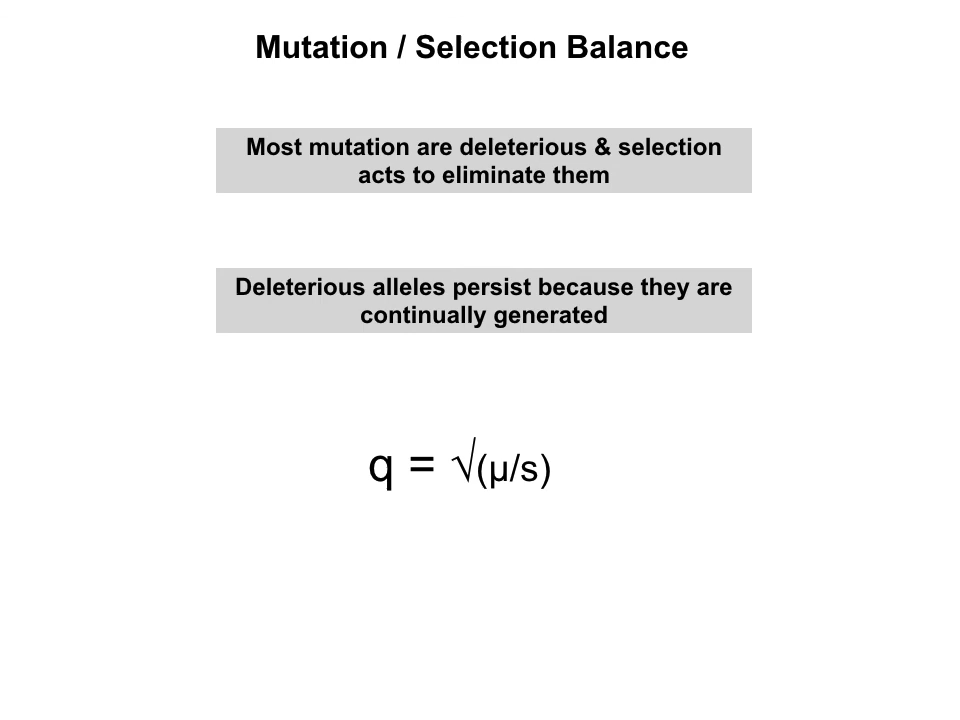 Mutation / Selection Balance
Most mutation are deleterious & selection
acts to eliminate them
Deleterious alleles persist because they are
continually generated
q = √(µ/s)